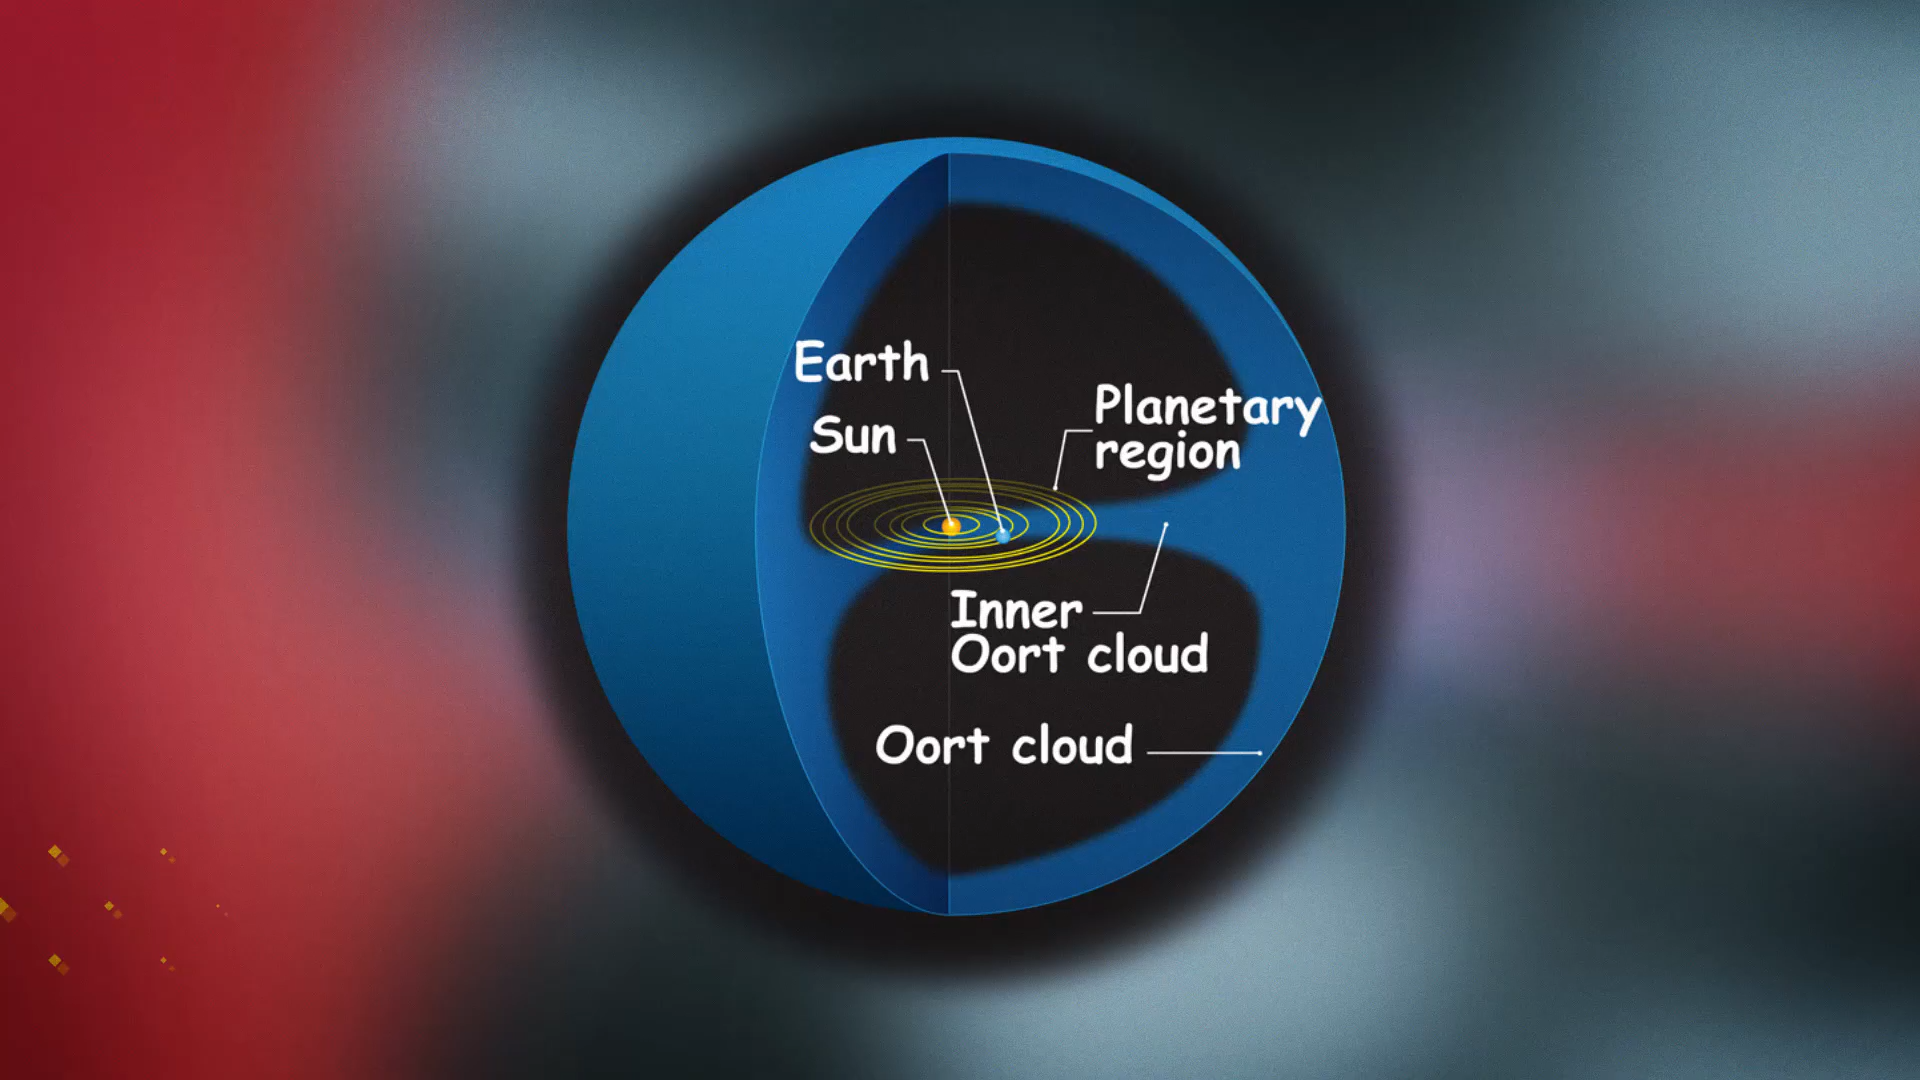 Earth
Sun
Planetary
region
Inner
Oort cloud
Oort cloud